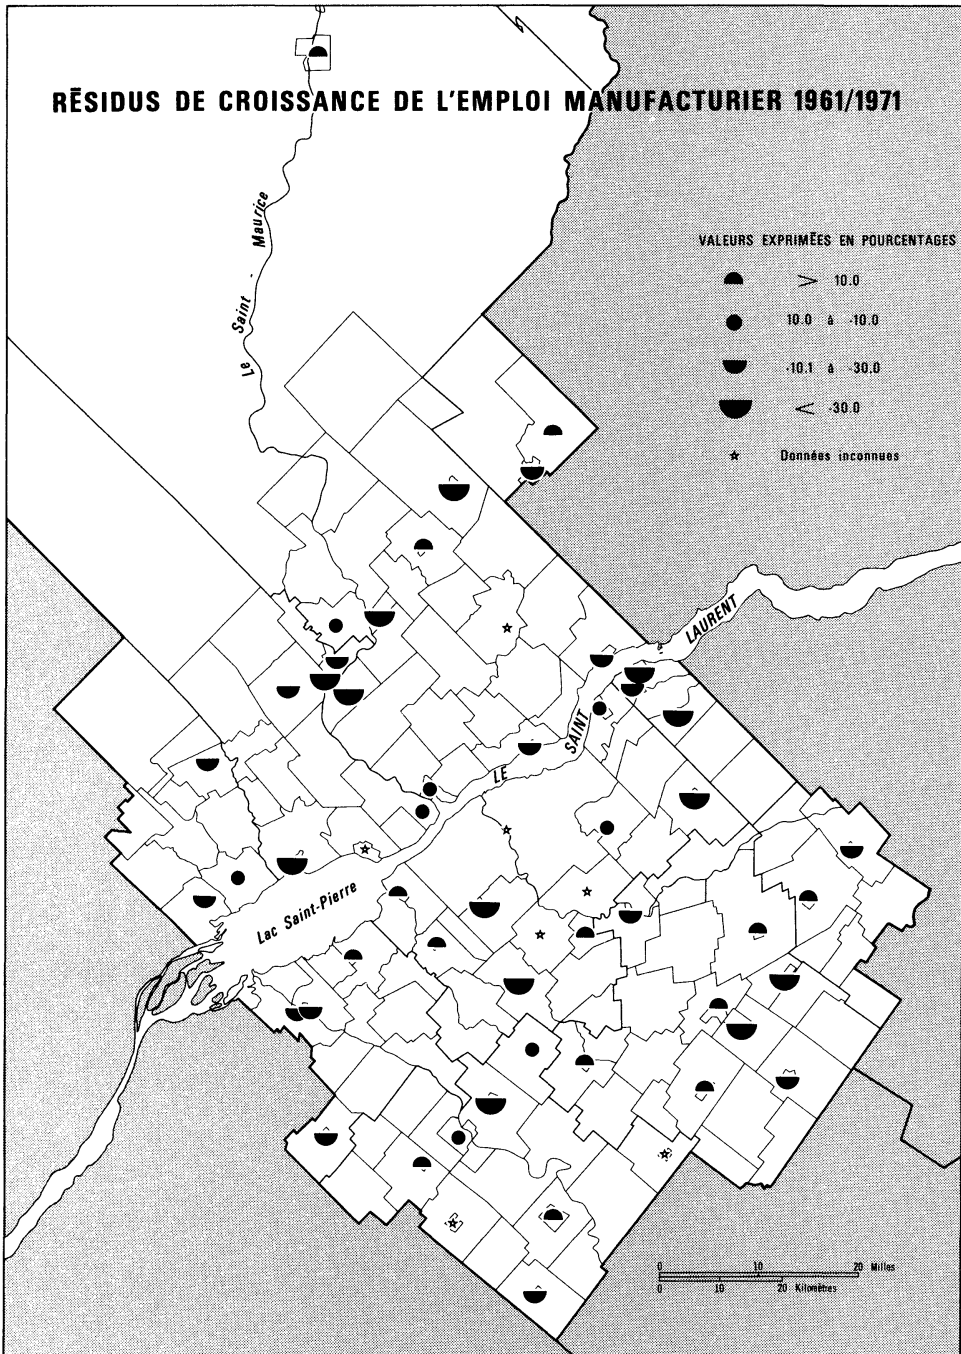 RĒSIDUS DE CROISSANCE DE L'EMPLOI MANUFACTURIER 1961/1971
Le Saint - Maurice
VALEURS EXPRIMĒES EN POURCENTAGES
> 10.0
10.0 à -10.0
-10.1 à -30.0
< -30.0
☆ Données inconnues
LE SAINT LAURENT
Lac Saint-Pierre
0 10 20 Milles
0 10 20 Kilomètres